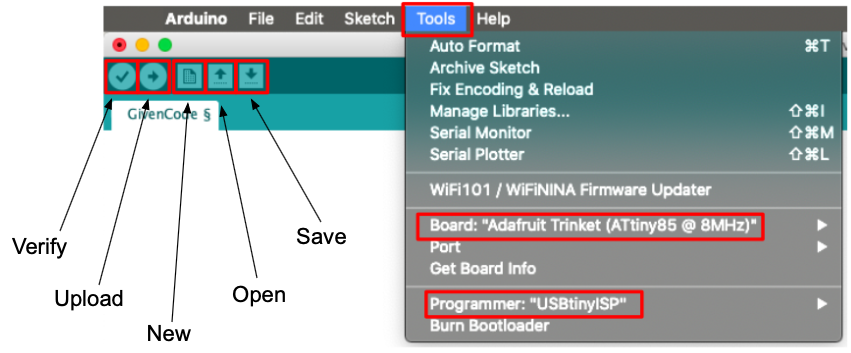 Arduino File Edit Sketch Tools Help
Auto Format ⌘T
Archive Sketch
Fix Encoding & Reload
Manage Libraries... ⇧⌘I
Serial Monitor ⇧⌘M
Serial Plotter ⇧⌘L
WiFi101 / WiFiNINA Firmware Updater
Board: "Adafruit Trinket (ATtiny85 @ 8MHz)"
Port
Get Board Info
Programmer: "USBtinyISP"
Burn Bootloader
GivenCode §
Verify
Upload
New
Open
Save